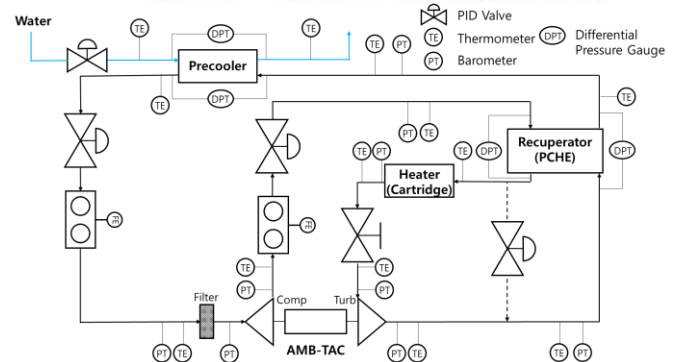 Water
TE
DPT
TE
PID Valve
TE
Thermometer
DPT
Differential
Pressure Gauge
PT
Barometer
Precooler
TE
PT
TE
DPT
TE
PT
TE
DPT
Recuperator
(PCHE)
DPT
TE
PT
TE
Heater
(Cartridge)
FE
FE
TE
PT
TE
PT
Filter
Comp
Turb
AMB-TAC
PT
TE
PT
PT
TE
TE
PT